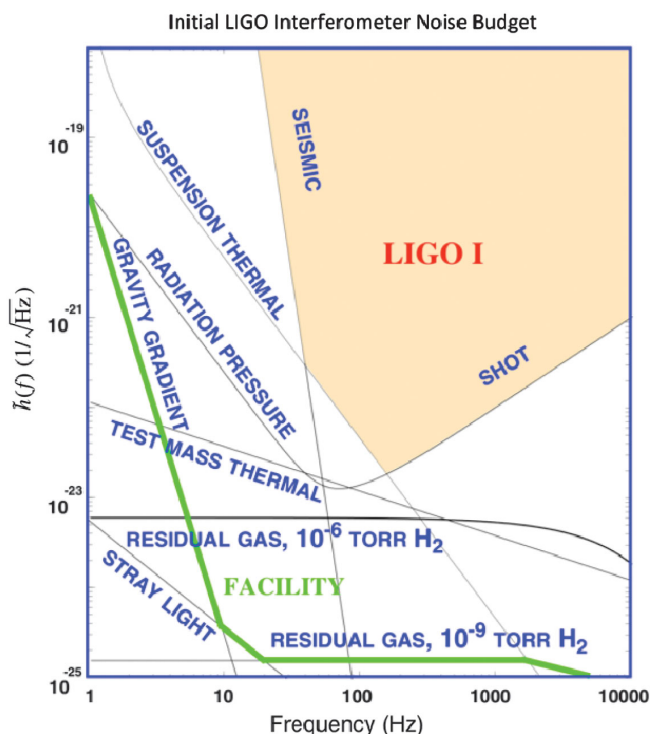 Initial LIGO Interferometer Noise Budget
10⁻¹⁹
10⁻²¹
10⁻²³
10⁻²⁵
h̃(f) (1/√Hz)
SUSPENSION THERMAL
SEISMIC
LIGO I
RADIATION PRESSURE
GRAVITY GRADIENT
SHOT
TEST MASS THERMAL
RESIDUAL GAS, 10⁻⁶ TORR H₂
STRAY LIGHT
FACILITY
RESIDUAL GAS, 10⁻⁹ TORR H₂
1 10 100 1000 10000
Frequency (Hz)